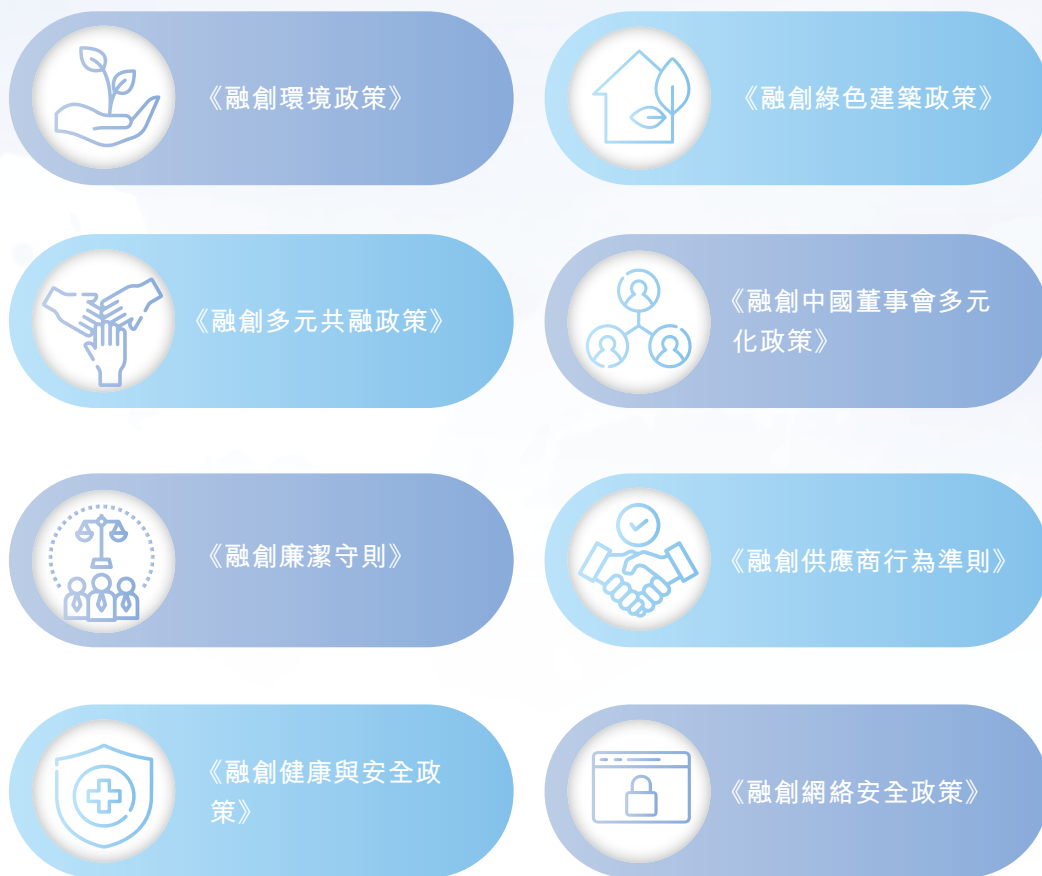 《融創環境政策》
《融創綠色建築政策》
《融創多元共融政策》
《融創中國董事會多元
化政策》
《融創廉潔守則》
《融創供應商行為準則》
《融創健康與安全政
策》
《融創網絡安全政策》